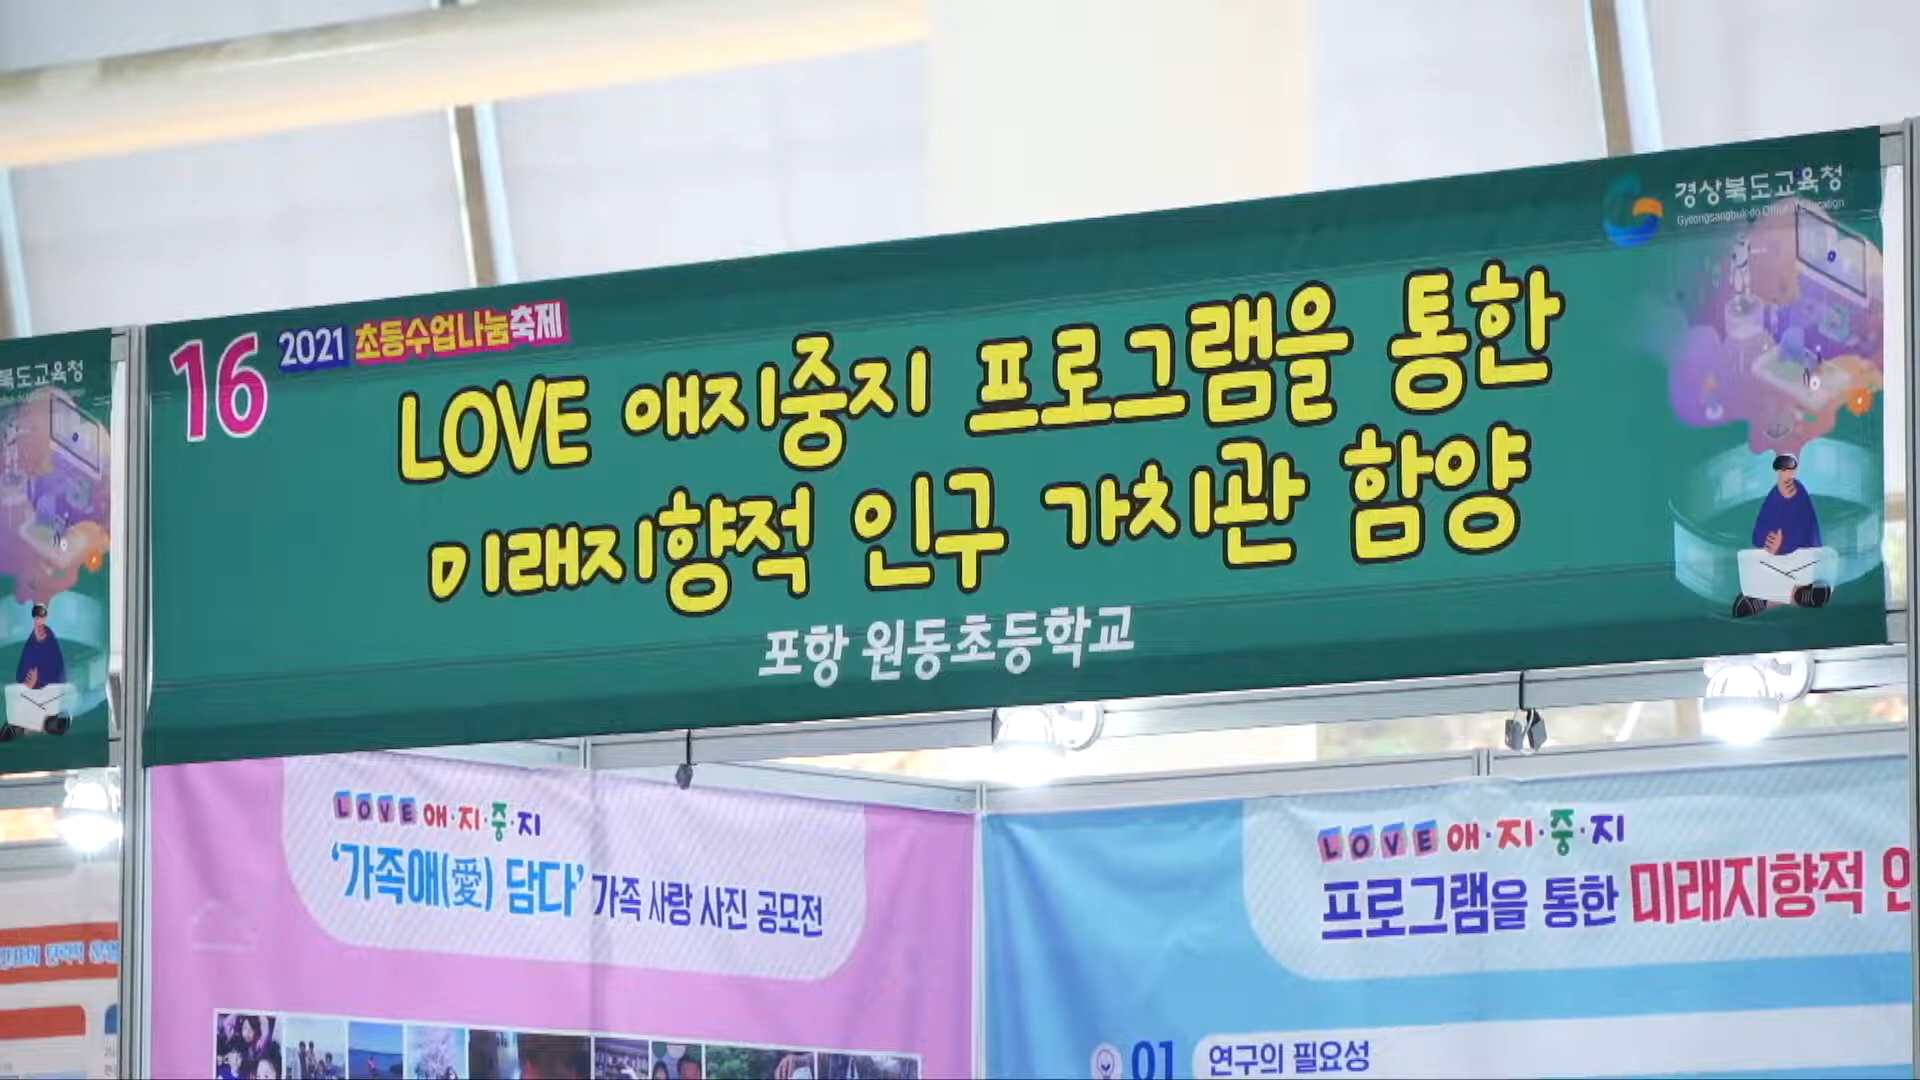 경상북도교육청
Gyeongsangbuk-do Office of Education
16 2021 초등수업나눔축제
LOVE 애지중지 프로그램을 통한
미래지향적 인구 가치관 함양
포항 원동초등학교
북도교육청
LOVE 애·지·중·지
'가족애(愛) 담다' 가족 사랑 사진 공모전
LOVE 애·지·중·지
프로그램을 통한 미래지향적
01 연구의 필요성